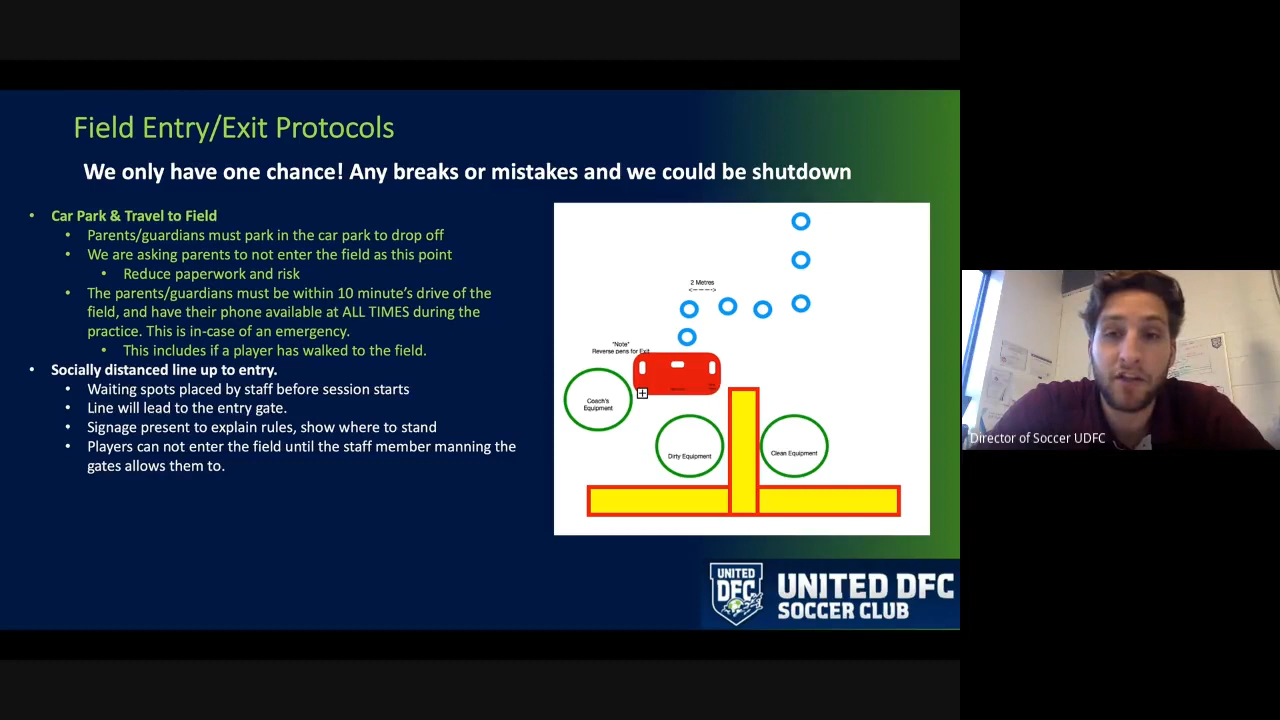 Field Entry/Exit Protocols
We only have one chance! Any breaks or mistakes and we could be shutdown
• Car Park & Travel to Field
• Parents/guardians must park in the car park to drop off
• We are asking parents to not enter the field as this point
• Reduce paperwork and risk
• The parents/guardians must be within 10 minute's drive of the
field, and have their phone available at ALL TIMES during the
practice. This is in-case of an emergency.
• This includes if a player has walked to the field.
• Socially distanced line up to entry.
• Waiting spots placed by staff before session starts
• Line will lead to the entry gate.
• Signage present to explain rules, show where to stand
• Players can not enter the field until the staff member manning the
gates allows them to.
2 Metres
"Note"
Reverse pens for Exit
Coach's
Equipment
Dirty Equipment
Clean Equipment
UNITED
DFC
UNITED DFC
SOCCER CLUB
Director of Soccer UDFC